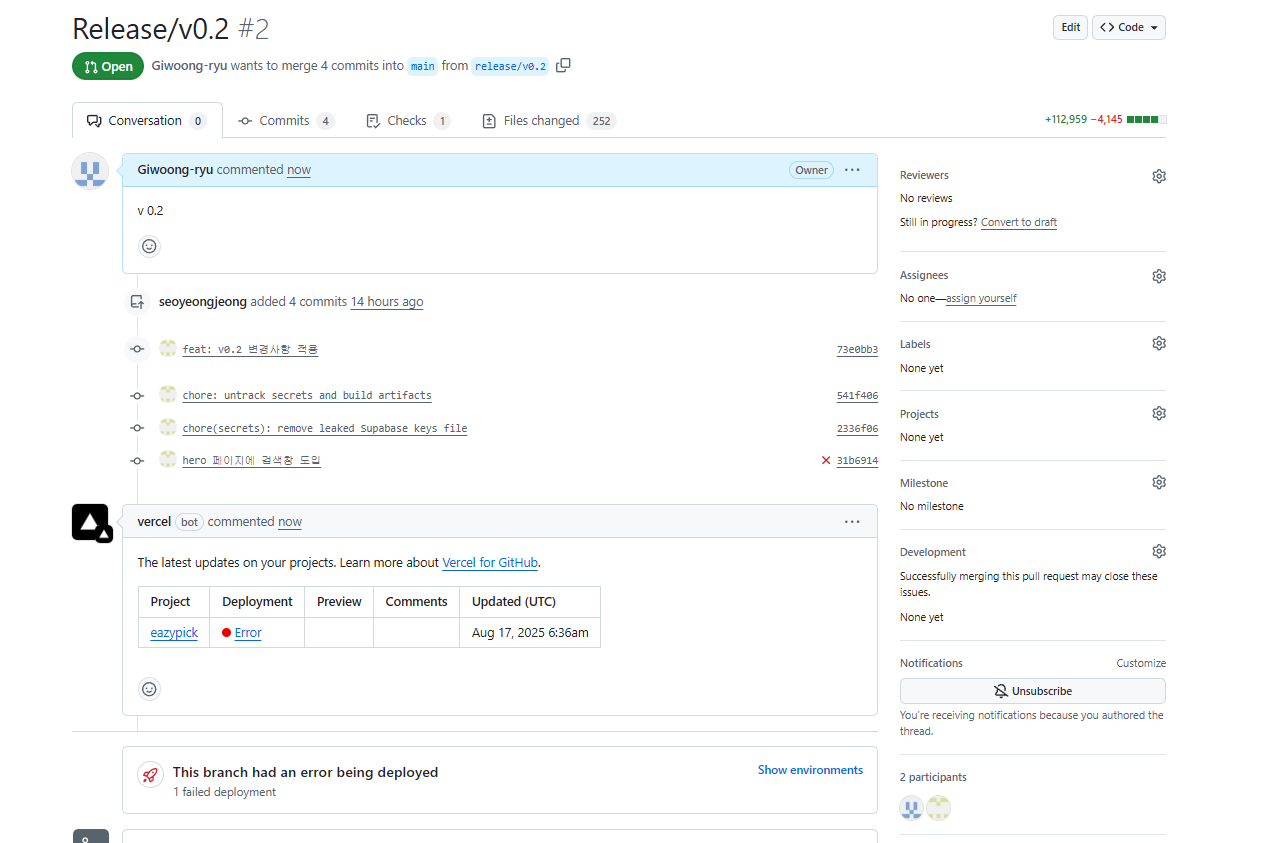 Release/v0.2 #2
Edit
Code
Open
Giwoong-ryu wants to merge 4 commits into main from release/v0.2
Conversation 0
Commits 4
Checks 1
Files changed 252
+112,959 −4,145
Giwoong-ryu commented now
Owner
v 0.2
seoyeongjeong added 4 commits 14 hours ago
feat: v0.2 변경사항 적용
73e0bb3
chore: untrack secrets and build artifacts
541f406
chore(secrets): remove leaked Supabase keys file
2336f06
hero 페이지에 검색창 도입
31b6914
vercel bot commented now
The latest updates on your projects. Learn more about Vercel for GitHub.
Project Deployment Preview Comments Updated (UTC)
eazypick Error Aug 17, 2025 6:36am
This branch had an error being deployed
1 failed deployment
Show environments
Reviewers
No reviews
Still in progress? Convert to draft
Assignees
No one—assign yourself
Labels
None yet
Projects
None yet
Milestone
No milestone
Development
Successfully merging this pull request may close these
issues.
None yet
Notifications
Customize
Unsubscribe
You're receiving notifications because you authored the
thread.
2 participants